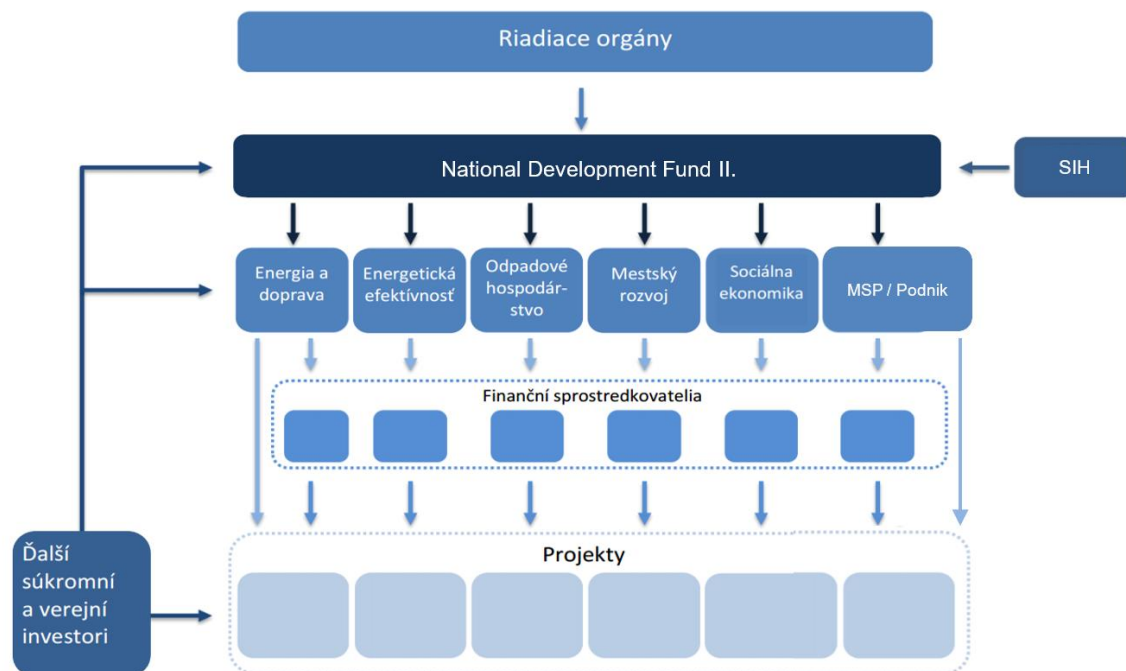 Riadiace orgány
National Development Fund II.
SIH
Energia a
doprava
Energetická
efektívnosť
Odpadové
hospodár-
stvo
Mestský
rozvoj
Sociálna
ekonomika
MSP / Podnik
Finanční sprostredkovatelia
Projekty
Ďalší
súkromní
a verejní
investori